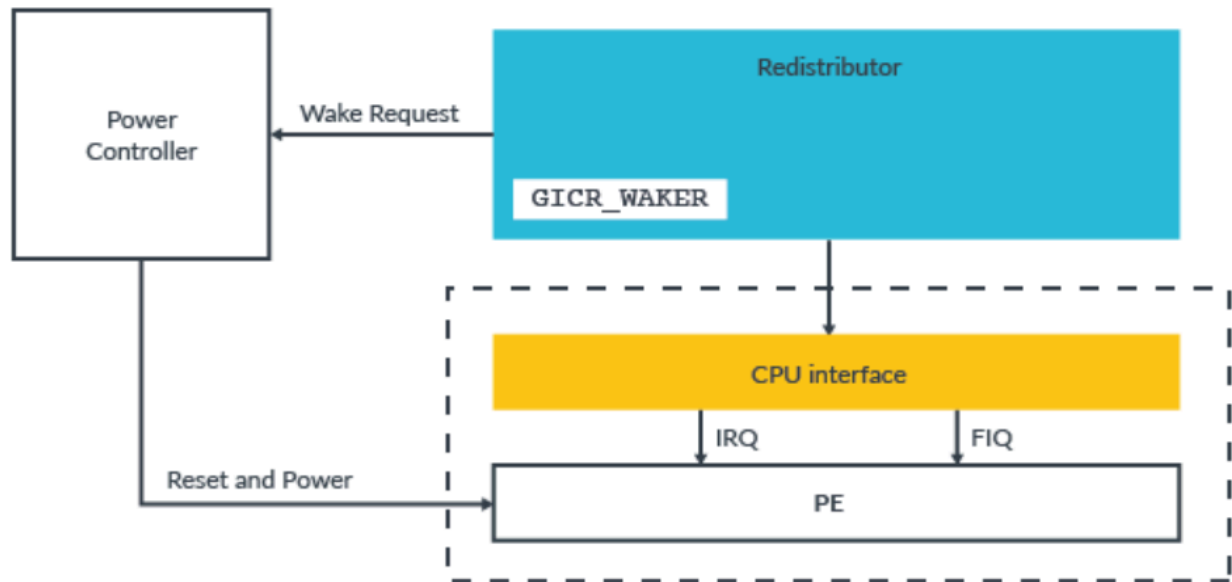 Redistributor
Power
Controller
Wake Request
GICR_WAKER
CPU interface
IRQ
FIQ
Reset and Power
PE